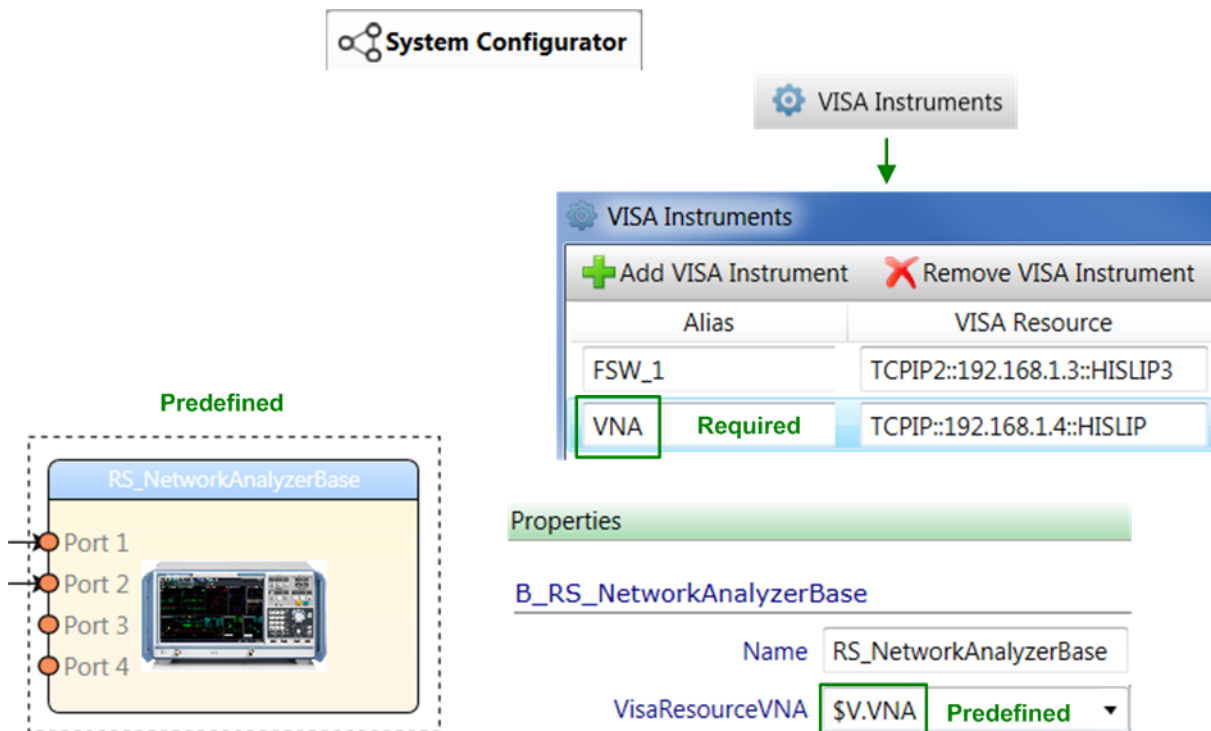 System Configurator
VISA Instruments
VISA Instruments
Add VISA Instrument Remove VISA Instrument
Alias VISA Resource
FSW_1 TCPIP2::192.168.1.3::HISLIP3
VNA Required TCPIP::192.168.1.4::HISLIP
Predefined
RS_NetworkAnalyzerBase
Port 1
Port 2
Port 3
Port 4
Properties
B_RS_NetworkAnalyzerBase
Name RS_NetworkAnalyzerBase
VisaResourceVNA $V.VNA Predefined